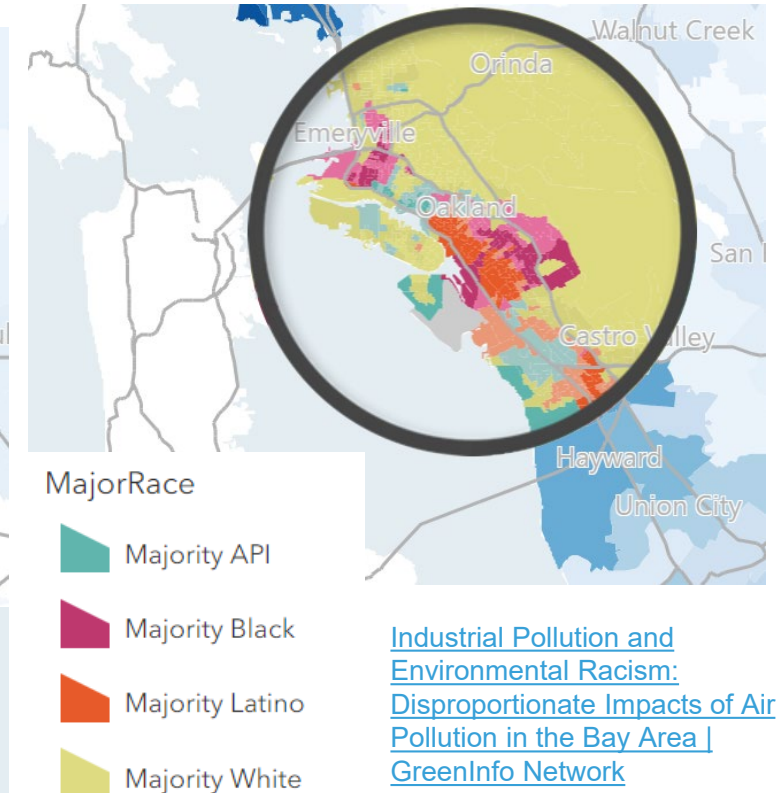 Walnut Creek
Orinda
Emeryville
Oakland
San
Castro Valley
Hayward
Union City
MajorRace
Majority API
Majority Black
Majority Latino
Majority White
Industrial Pollution and
Environmental Racism:
Disproportionate Impacts of Air
Pollution in the Bay Area |
GreenInfo Network